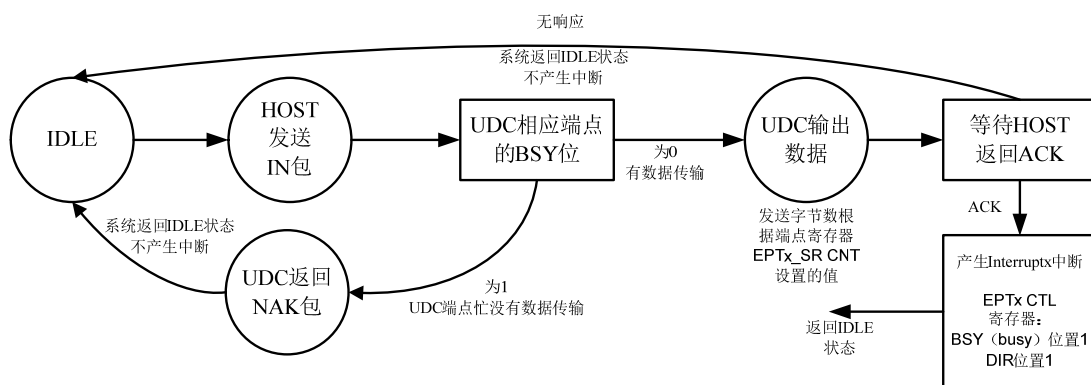 无响应
系统返回IDLE状态
不产生中断
IDLE
HOST
发送
IN包
UDC相应端点
的BSY位
为0
有数据传输
UDC输出
数据
等待HOST
返回ACK
发送字节数根
据端点寄存器
EPTx_SR CNT
设置的值
ACK
系统返回IDLE状态
不产生中断
UDC返回
NAK包
为1
UDC端点忙没有数据传输
产生Interruptx中断
EPTx CTL
寄存器：
BSY（busy）位置1
DIR位置1
返回IDLE
状态